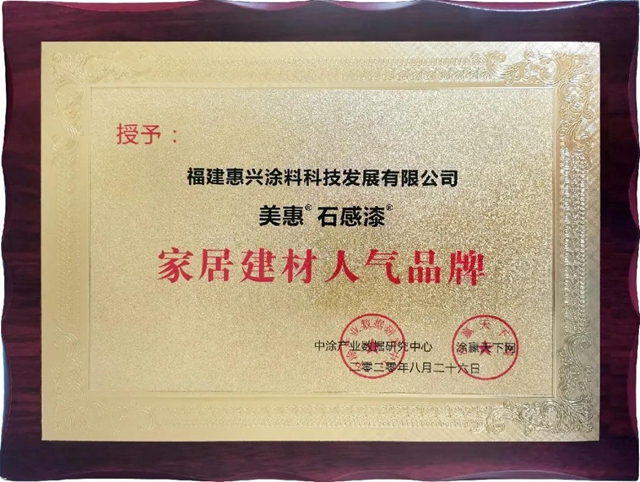 授予：
福建惠兴涂料科技发展有限公司
美惠® 石感漆®
家居建材人气品牌
中涂产业数据研究中心 涂赢天下网
二零二零年八月二十六日